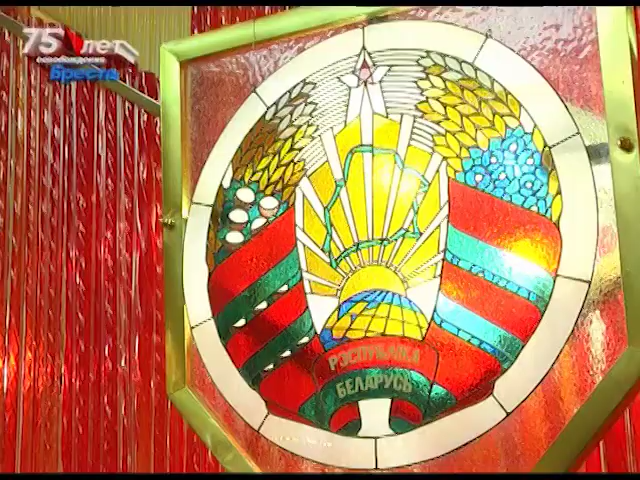 75 лет
освобождения
Бреста
РЭСПУБЛІКА
БЕЛАРУСЬ